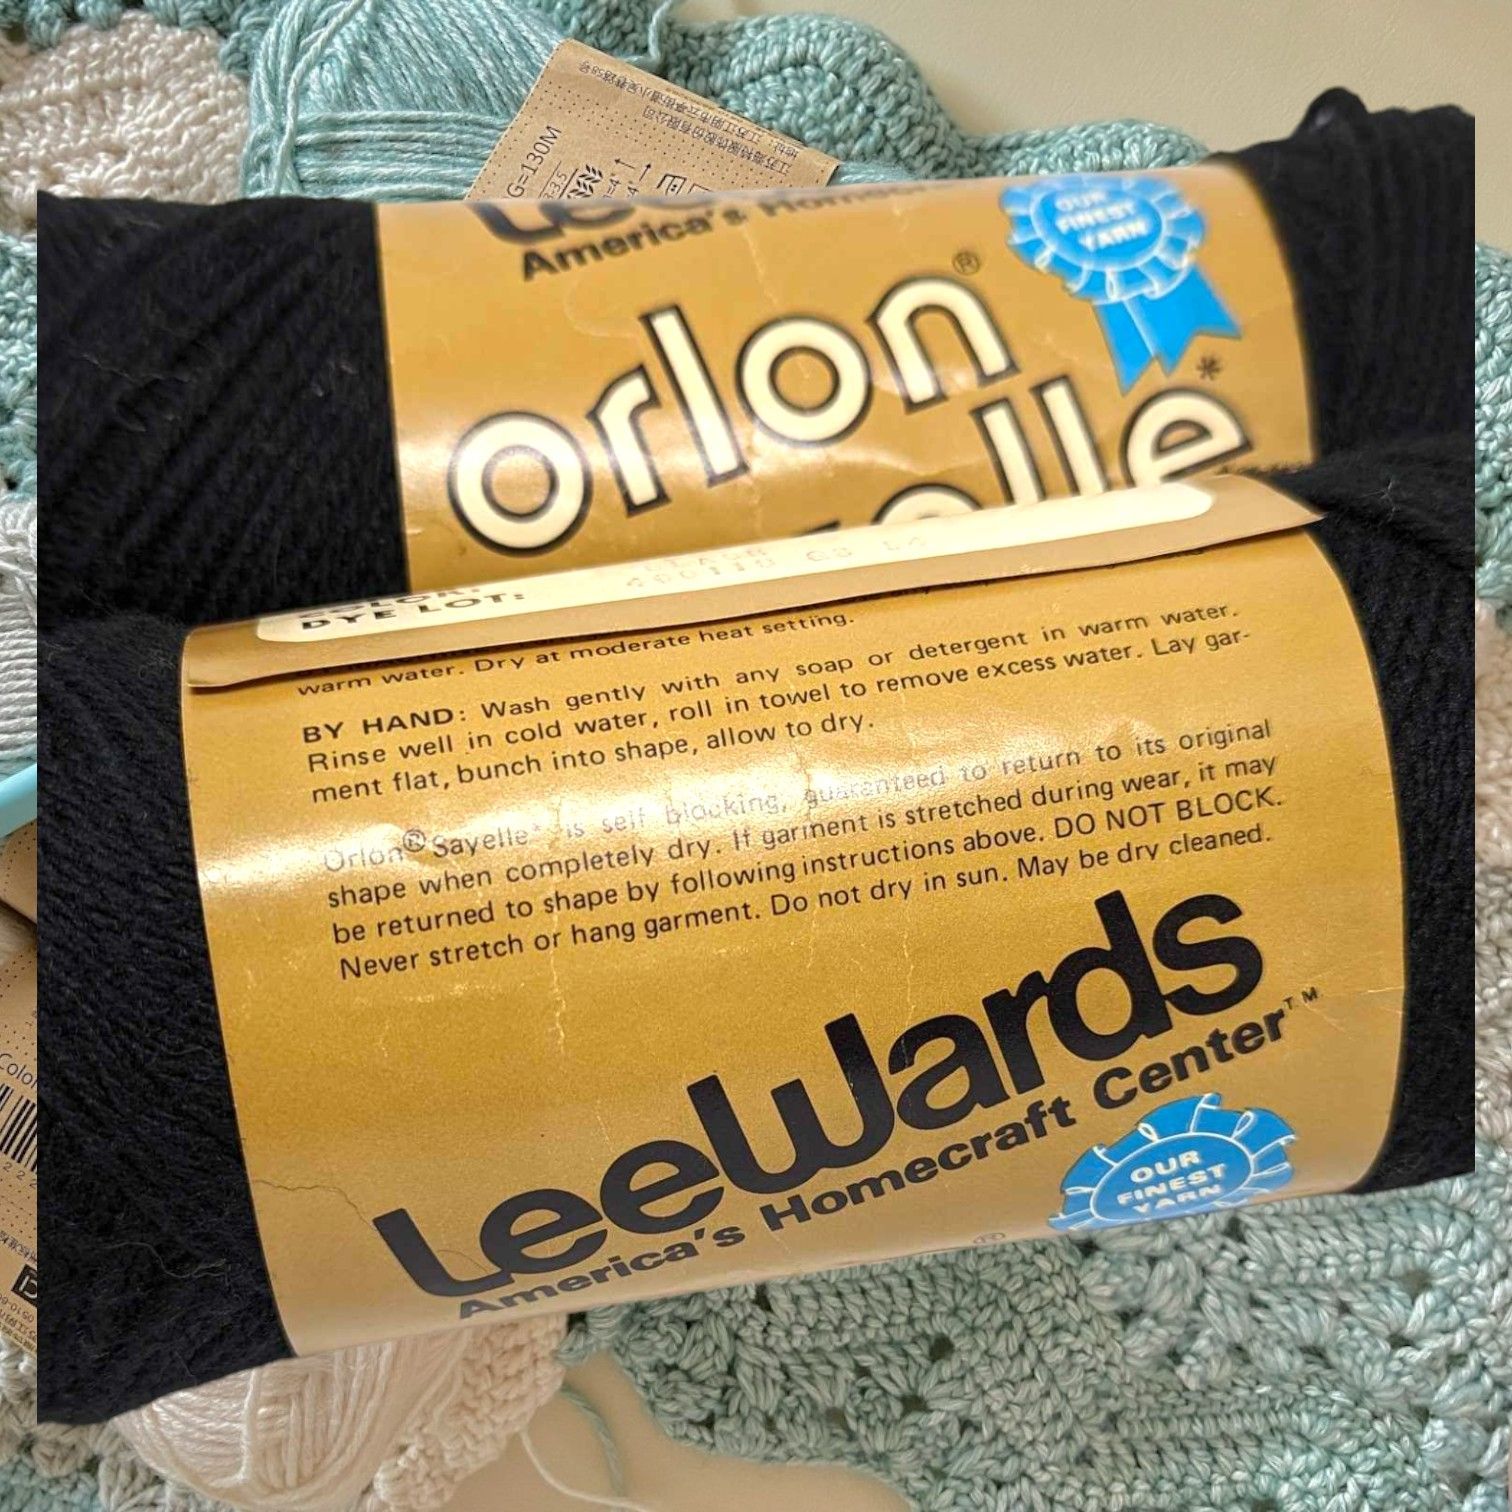 G=130M
America's
OUR
FINEST
YARN
orlon®
elle*
COLOR:
DYE LOT:
BLACK
warm water. Dry at moderate heat setting.
BY HAND: Wash gently with any soap or detergent in warm water.
Rinse well in cold water, roll in towel to remove excess water. Lay gar-
ment flat, bunch into shape, allow to dry.
Orlon® Sayelle* is self blocking, guaranteed to return to its original
shape when completely dry. If garment is stretched during wear, it may
be returned to shape by following instructions above. DO NOT BLOCK.
Never stretch or hang garment. Do not dry in sun. May be dry cleaned.
LeeWards
America's Homecraft Center™
OUR
FINEST
YARN
Color